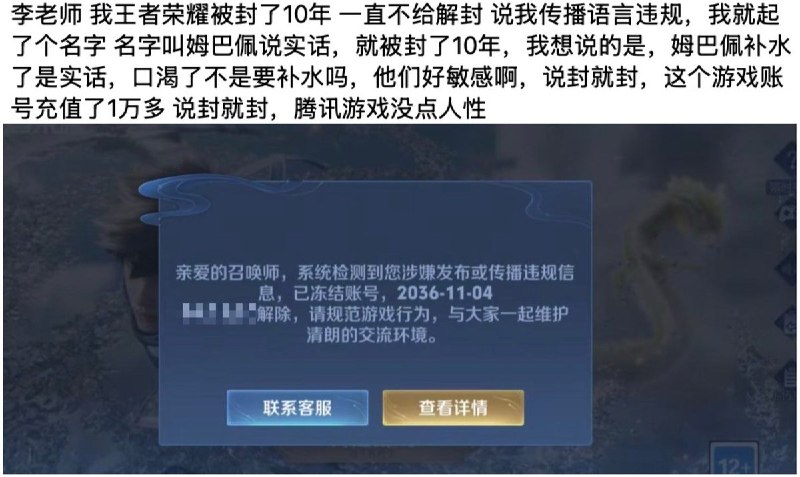 李老师 我王者荣耀被封了10年 一直不给解封 说我传播语言违规，我就起
了个名字 名字叫姆巴佩说实话，就被封了10年，我想说的是，姆巴佩补水
了是实话，口渴了不是要补水吗，他们好敏感啊，说封就封，这个游戏账
号充值了1万多 说封就封，腾讯游戏没点人性
亲爱的召唤师，系统检测到您涉嫌发布或传播违规信
息，已冻结账号，2036-11-04
解除，请规范游戏行为，与大家一起维护
清朗的交流环境。
联系客服
查看详情
12+